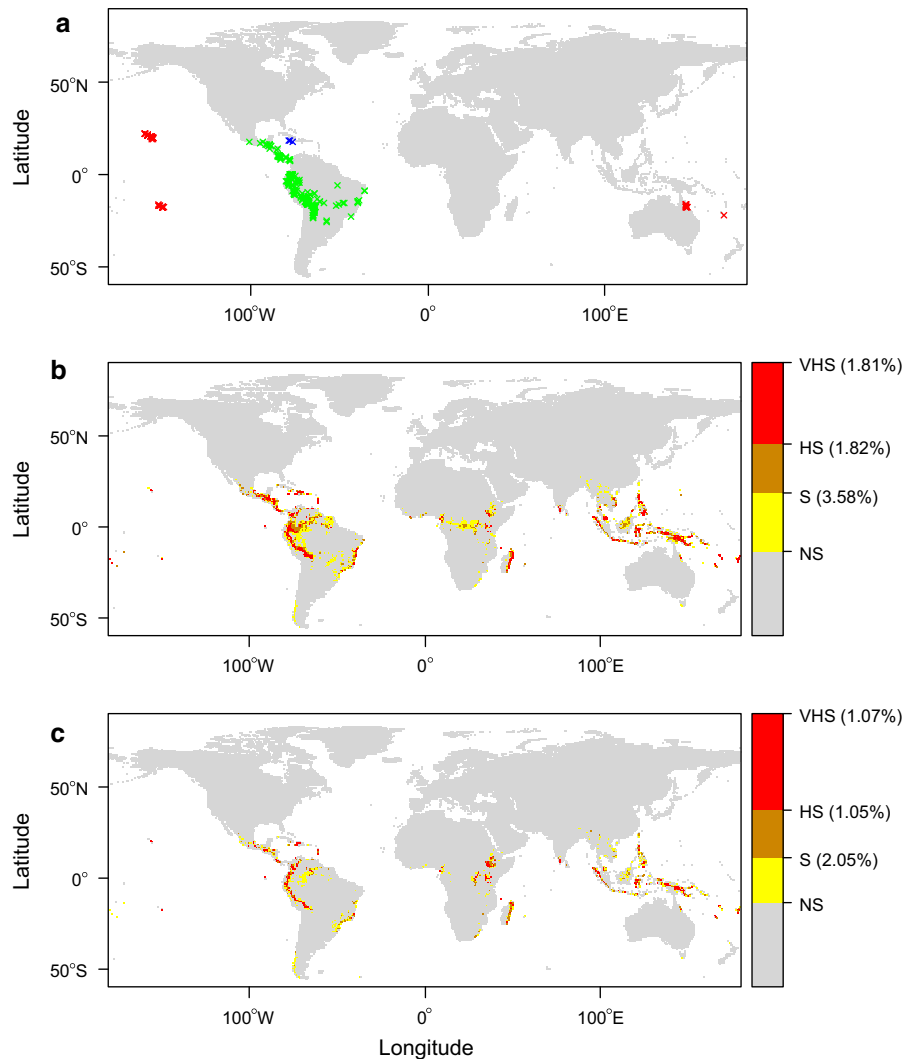 a
Latitude
50°N
0°
50°S
100°W
0°
100°E
b
Latitude
50°N
0°
50°S
100°W
0°
100°E
VHS (1.81%)
HS (1.82%)
S (3.58%)
NS
c
Latitude
50°N
0°
50°S
100°W
0°
100°E
Longitude
VHS (1.07%)
HS (1.05%)
S (2.05%)
NS